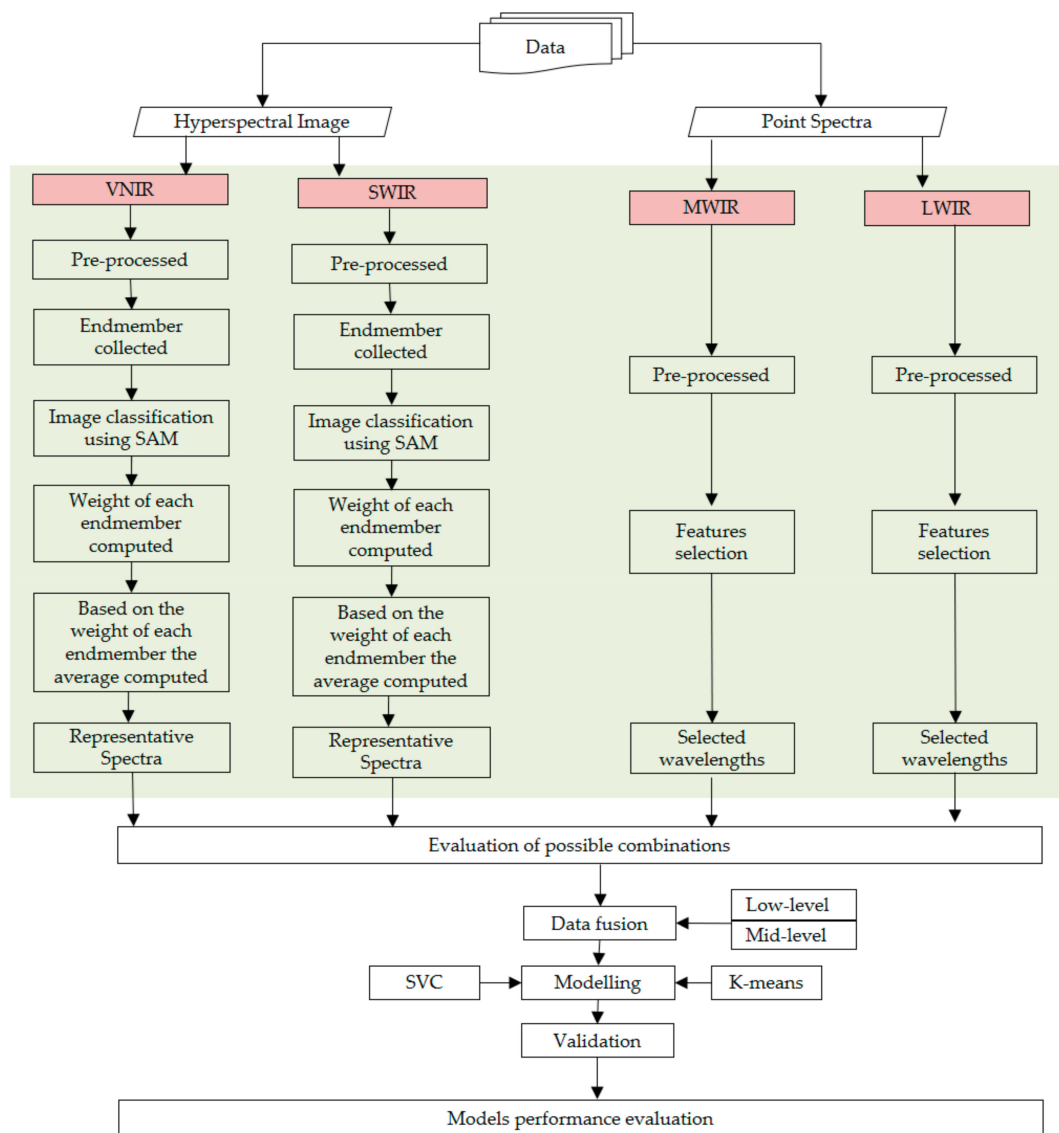 Data
Hyperspectral Image
Point Spectra
VNIR
Pre-processed
Endmember
collected
Image classification
using SAM
Weight of each
endmember
computed
Based on the
weight of each
endmember the
average computed
Representative
Spectra
SWIR
Pre-processed
Endmember
collected
Image classification
using SAM
Weight of each
endmember
computed
Based on the
weight of each
endmember the
average computed
Representative
Spectra
MWIR
Pre-processed
Features
selection
Selected
wavelengths
LWIR
Pre-processed
Features
selection
Selected
wavelengths
Evaluation of possible combinations
Data fusion
Low-level
Mid-level
SVC
Modelling
K-means
Validation
Models performance evaluation